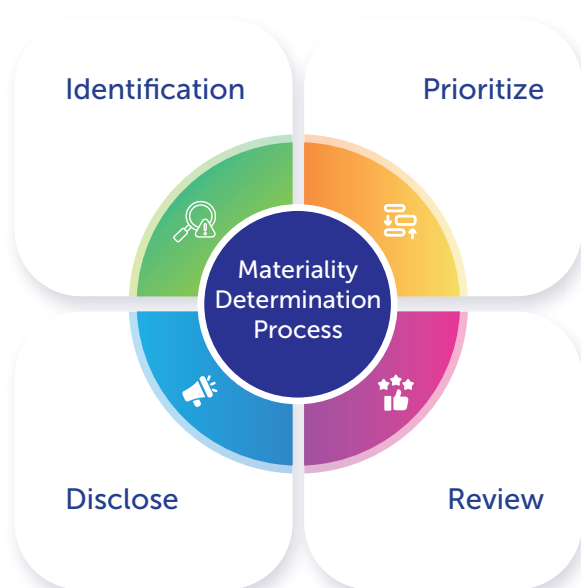 Identification
Prioritize
Materiality
Determination
Process
Disclose
Review